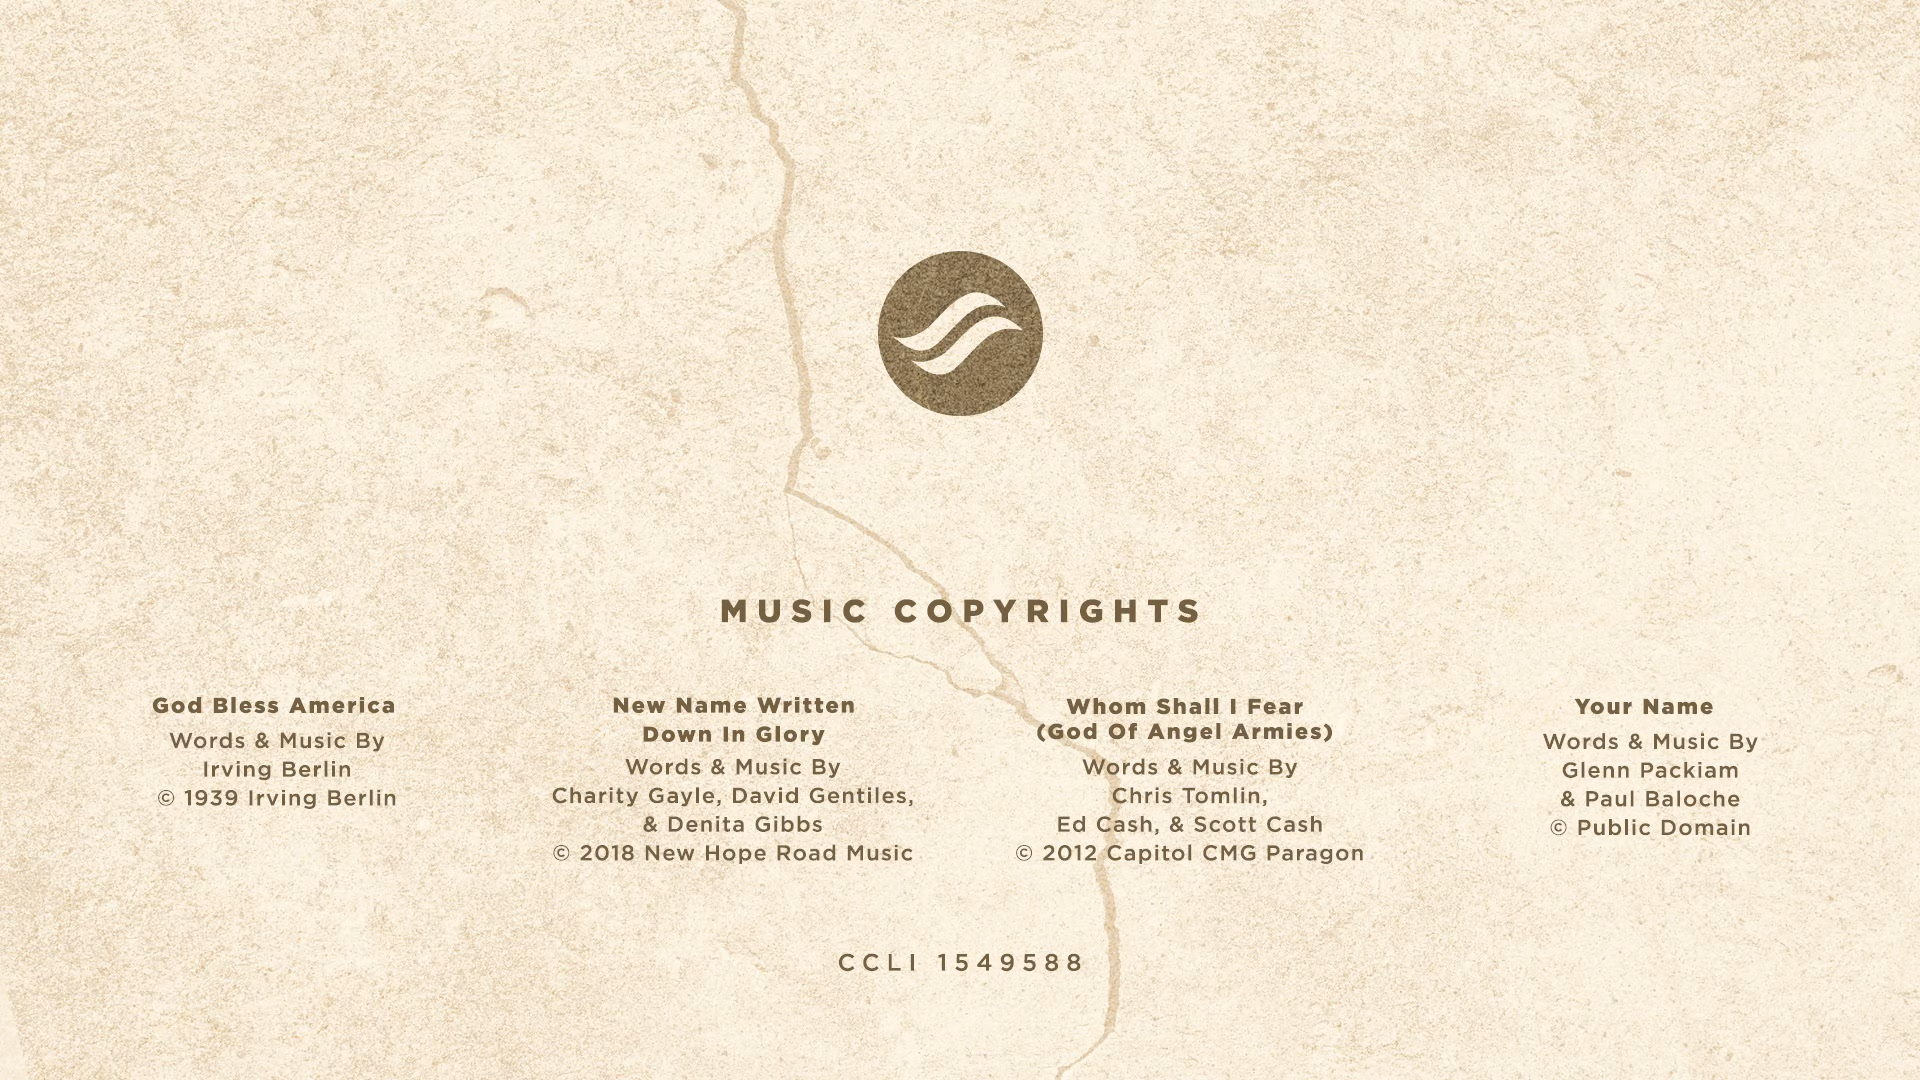 MUSIC COPYRIGHTS
God Bless America
Words & Music By
Irving Berlin
© 1939 Irving Berlin
New Name Written
Down In Glory
Words & Music By
Charity Gayle, David Gentiles,
& Denita Gibbs
© 2018 New Hope Road Music
Whom Shall I Fear
(God Of Angel Armies)
Words & Music By
Chris Tomlin,
Ed Cash, & Scott Cash
© 2012 Capitol CMG Paragon
Your Name
Words & Music By
Glenn Packiam
& Paul Baloche
© Public Domain
CCLI 1549588